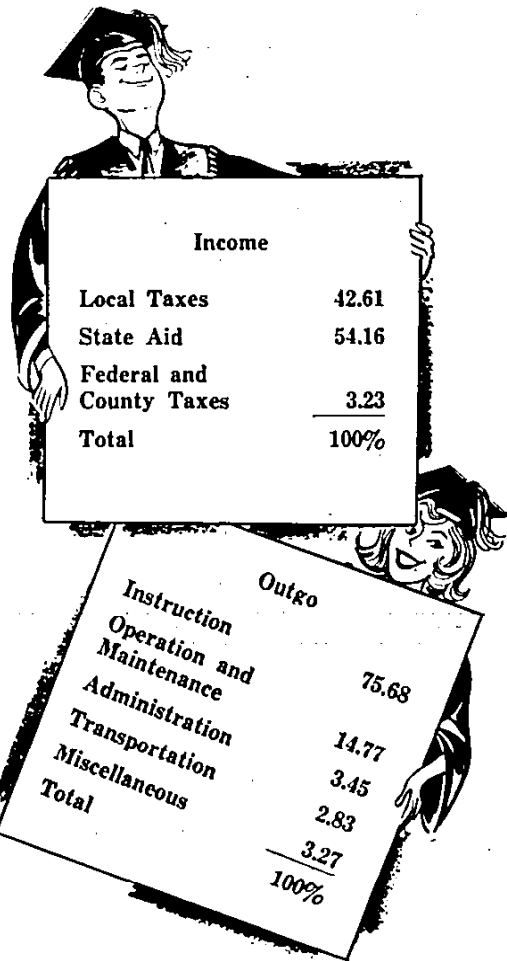 Income
Local Taxes 42.61
State Aid 54.16
Federal and
County Taxes 3.23
Total 100%
Outgo
Instruction 75.68
Operation and
Maintenance 14.77
Administration 3.45
Transportation 2.83
Miscellaneous 3.27
Total 100%